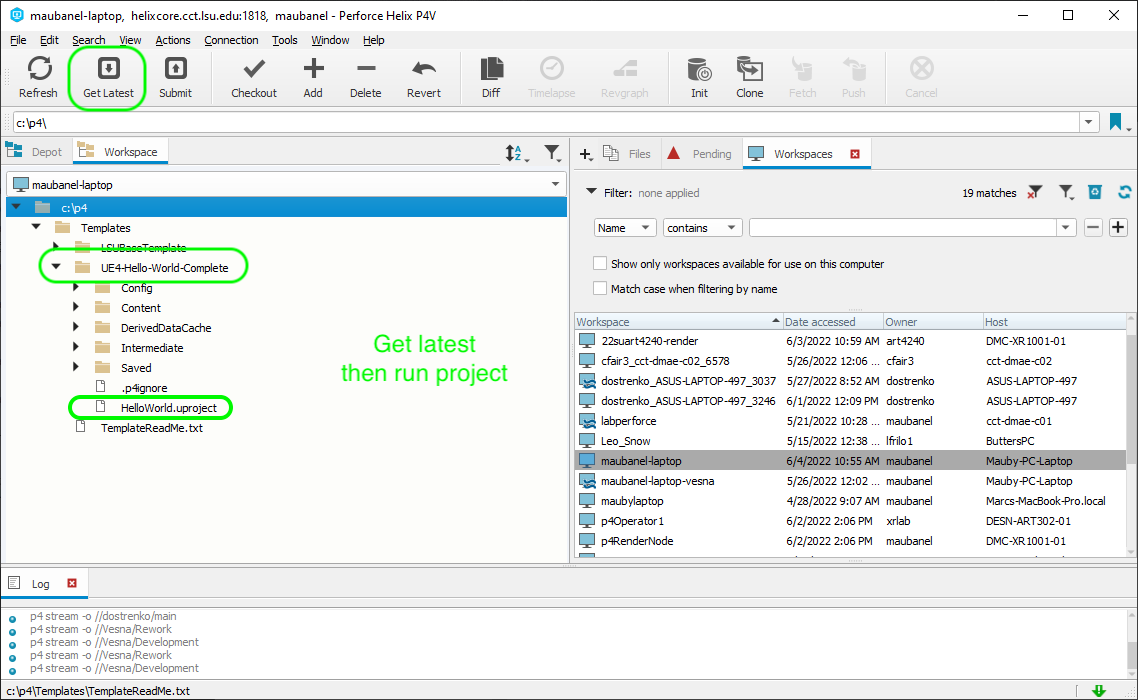 maubanel-laptop, helixcore.cct.lsu.edu:1818, maubanel - Perforce Helix P4V
File Edit Search View Actions Connection Tools Window Help
Refresh Get Latest Submit Checkout Add Delete Revert Diff Timelapse Revgraph Init Clone Fetch Push Cancel
c:\p4\
Depot Workspace
maubanel-laptop
c:\p4
Templates
LSUBaseTemplate
UE4-Hello-World-Complete
Config
Content
DerivedDataCache
Intermediate
Saved
.p4ignore
HelloWorld.uproject
TemplateReadMe.txt
Get latest
then run project
Files Pending Workspaces
Filter: none applied 19 matches
Name contains
Show only workspaces available for use on this computer
Match case when filtering by name
Workspace Date accessed Owner Host
22suart4240-render 6/3/2022 10:59 AM art4240 DMC-XR1001-01
cfair3_cct-dmae-c02_6578 5/26/2022 12:06 ... cfair3 cct-dmae-c02
dostrenko_ASUS-LAPTOP-497_3037 5/27/2022 8:52 AM dostrenko ASUS-LAPTOP-497
dostrenko_ASUS-LAPTOP-497_3246 6/1/2022 12:09 PM dostrenko ASUS-LAPTOP-497
labperforce 5/21/2022 10:28 ... maubanel cct-dmae-c01
Leo_Snow 5/15/2022 12:38 ... lfrilo1 ButtersPC
maubanel-laptop 6/4/2022 10:55 AM maubanel Mauby-PC-Laptop
maubanel-laptop-vesna 5/26/2022 12:02 ... maubanel Mauby-PC-Laptop
maubylaptop 4/28/2022 9:07 AM maubanel Marcs-MacBook-Pro.local
p4Operator1 6/2/2022 2:06 PM xrlab DESN-ART302-01
p4RenderNode 6/2/2022 2:06 PM maubanel DMC-XR1001-01
Log
p4 stream -o //dostrenko/main
p4 stream -o //Vesna/Rework
p4 stream -o //Vesna/Development
p4 stream -o //Vesna/Rework
p4 stream -o //Vesna/Development
c:\p4\Templates\TemplateReadMe.txt